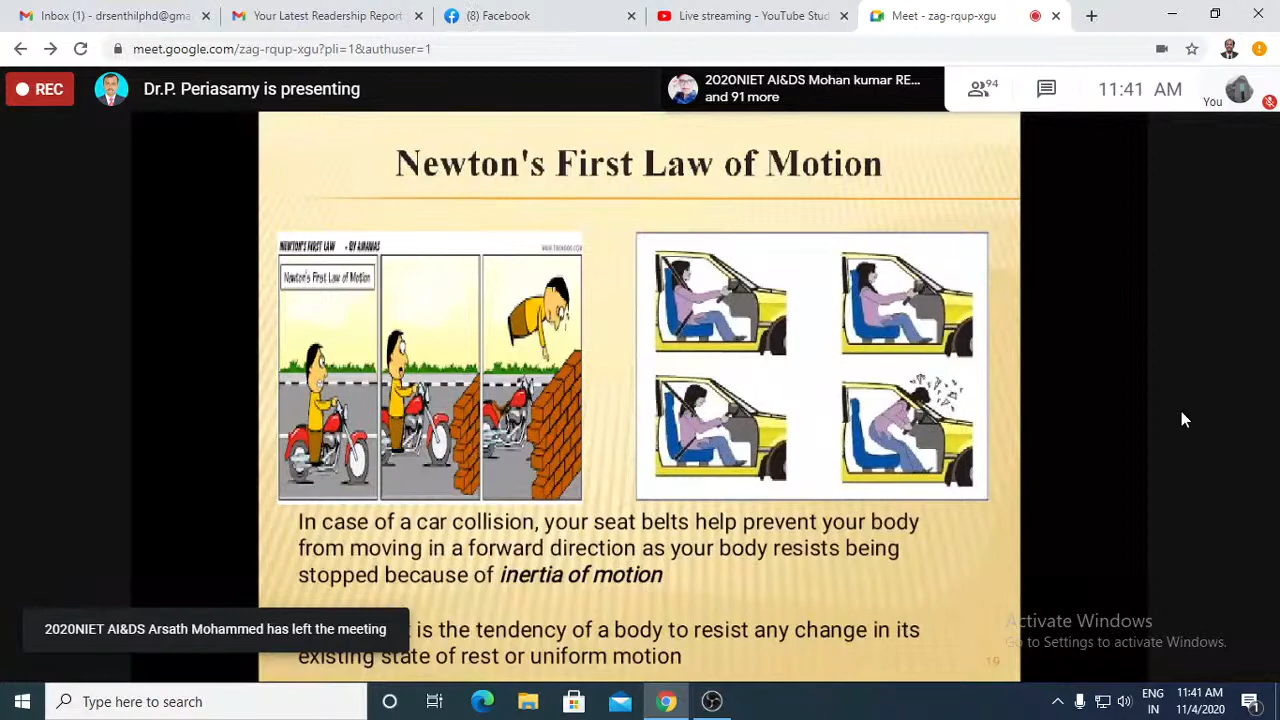 Inbox (1) - drsenthilphd@gma
Your Latest Readership Report
(8) Facebook
Live streaming - YouTube Stud
Meet - zag-rqup-xgu
meet.google.com/zag-rqup-xgu?pli=1&authuser=1
REC
Dr.P. Periasamy is presenting
2020NIET AI&DS Mohan kumar RE...
and 91 more
94
11:41 AM
You
Newton's First Law of Motion
NEWTON'S FIRST LAW - BY
Newton's First Law of Motion
In case of a car collision, your seat belts help prevent your body
from moving in a forward direction as your body resists being
stopped because of inertia of motion
is the tendency of a body to resist any change in its
existing state of rest or uniform motion
19
2020NIET AI&DS Arsath Mohammed has left the meeting
Activate Windows
Go to Settings to activate Windows.
Type here to search
ENG
IN
11:41 AM
11/4/2020
1